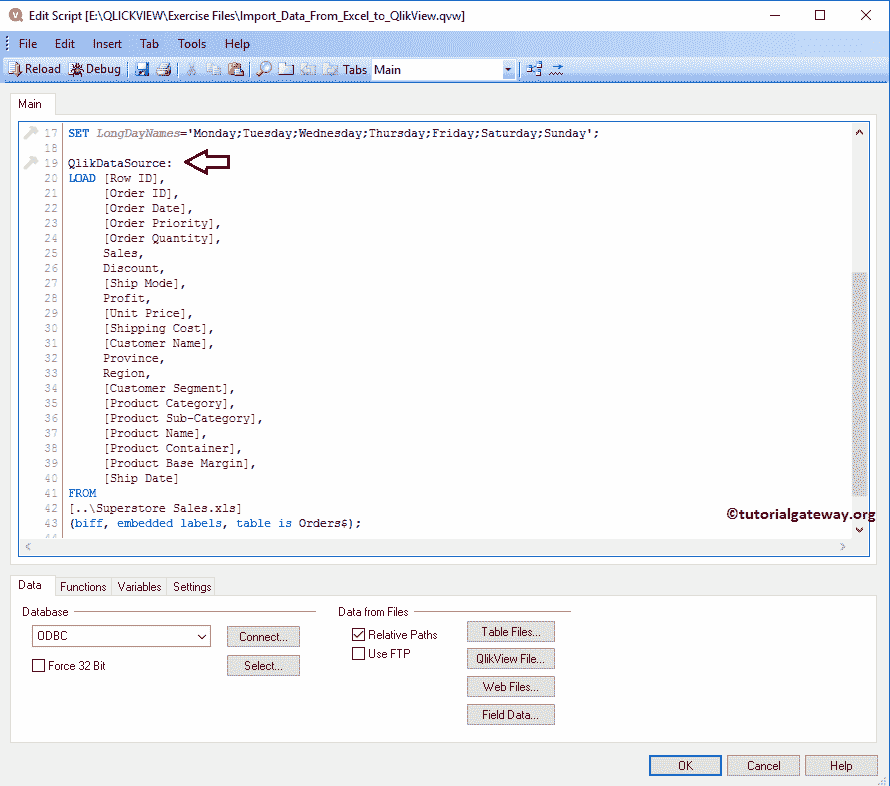 Edit Script [E:\QLICKVIEW\Exercise Files\Import_Data_From_Excel_to_QlikView.qvw]
File Edit Insert Tab Tools Help
Reload Debug Tabs Main
Main
17 SET LongDayNames='Monday;Tuesday;Wednesday;Thursday;Friday;Saturday;Sunday';
18
19 QlikDataSource:
20 LOAD [Row ID],
21 [Order ID],
22 [Order Date],
23 [Order Priority],
24 [Order Quantity],
25 Sales,
26 Discount,
27 [Ship Mode],
28 Profit,
29 [Unit Price],
30 [Shipping Cost],
31 [Customer Name],
32 Province,
33 Region,
34 [Customer Segment],
35 [Product Category],
36 [Product Sub-Category],
37 [Product Name],
38 [Product Container],
39 [Product Base Margin],
40 [Ship Date]
41 FROM
42 [..\Superstore Sales.xls]
43 (biff, embedded labels, table is Orders$);
44
©tutorialgateway.org
Data Functions Variables Settings
Database
ODBC Connect...
Force 32 Bit Select...
Data from Files
Relative Paths Table Files...
Use FTP QlikView File...
Web Files...
Field Data...
OK Cancel Help